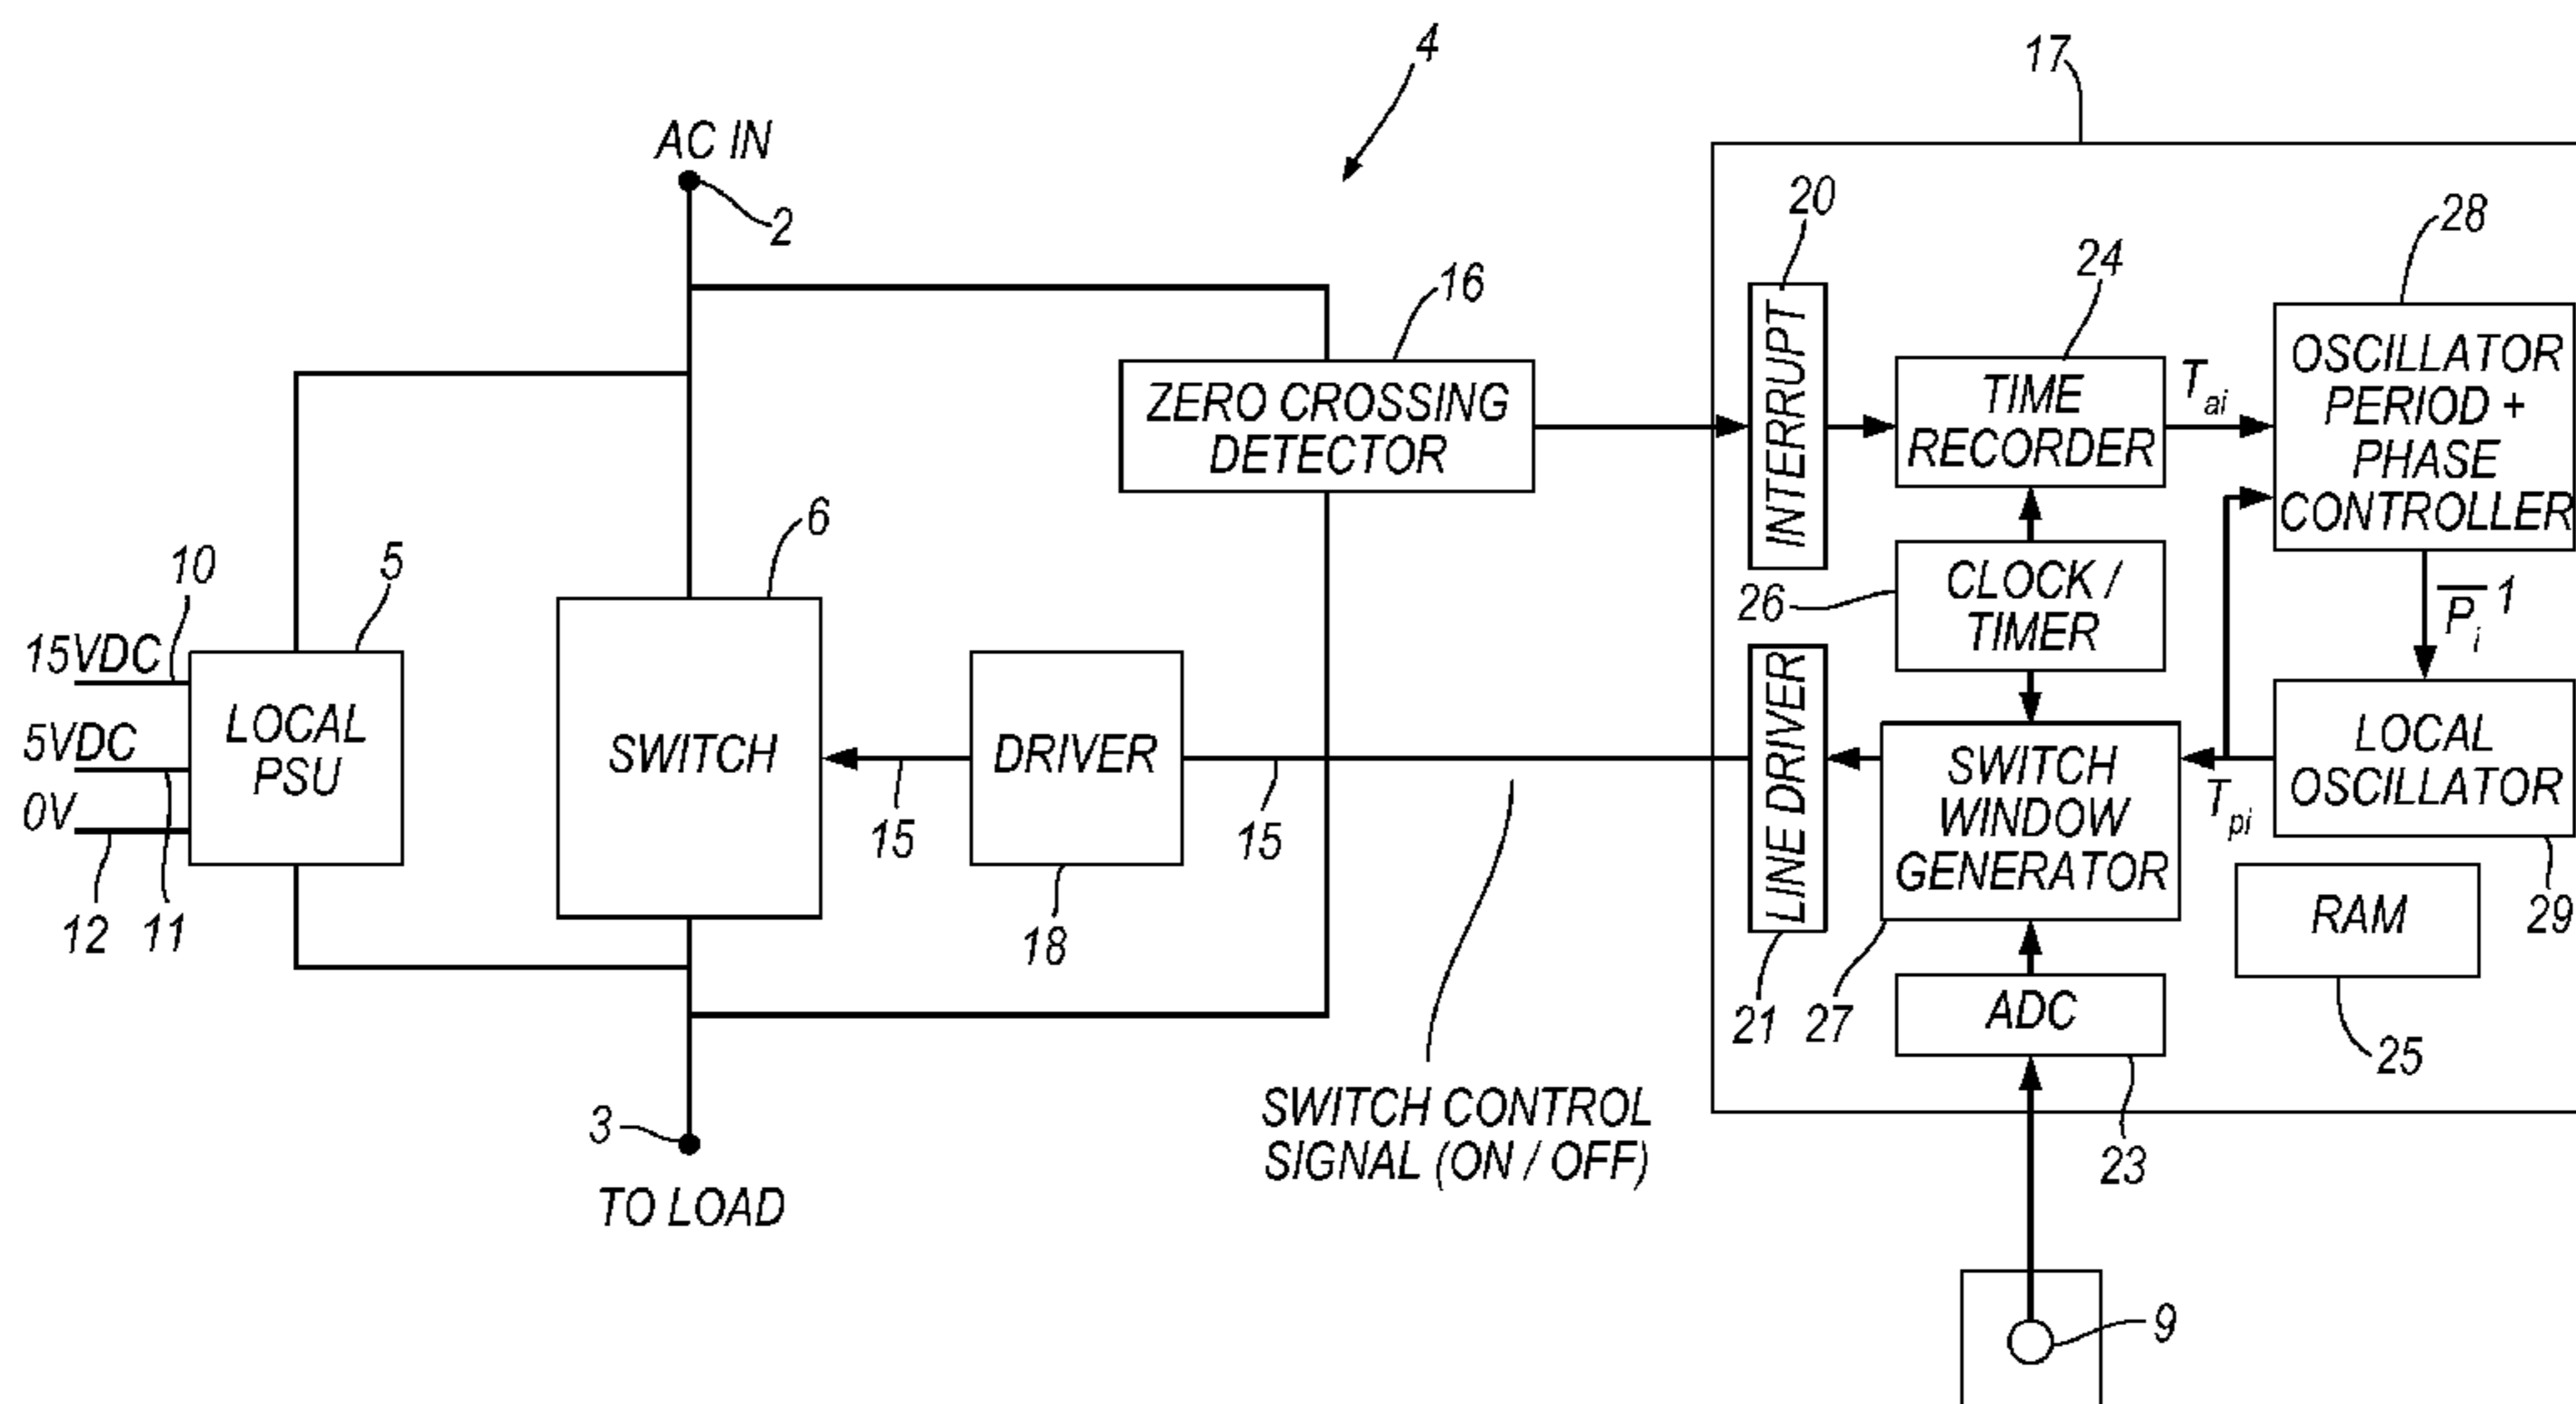 4
17
AC IN
2
20
28
24
16
INTERRUPT
OSCILLATOR
PERIOD +
PHASE
CONTROLLER
TIME
RECORDER
Tai
ZERO CROSSING
DETECTOR
6
10
5
26
CLOCK /
TIMER
Pi 1
15VDC
5VDC
0V
LOCAL
PSU
SWITCH
DRIVER
LINE DRIVER
SWITCH
WINDOW
GENERATOR
Tpi
LOCAL
OSCILLATOR
15
15
12
11
18
RAM
29
21
27
ADC
25
3
SWITCH CONTROL
SIGNAL (ON / OFF)
23
TO LOAD
9